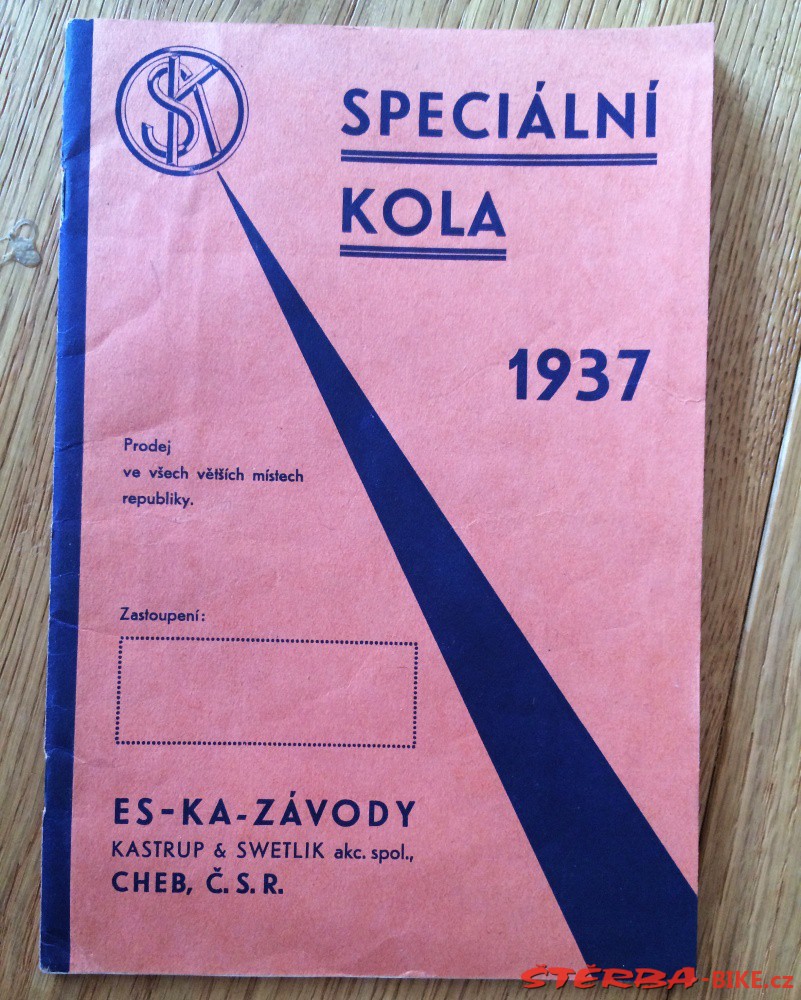 SK
SPECIÁLNÍ
KOLA
1937
Prodej
ve všech větších místech
republiky.
Zastoupení:
ES-KA-ZÁVODY
KASTRUP & SWETLIK akc. spol.,
CHEB, Č. S. R.
ŠTĚRBA-BIKE.cz